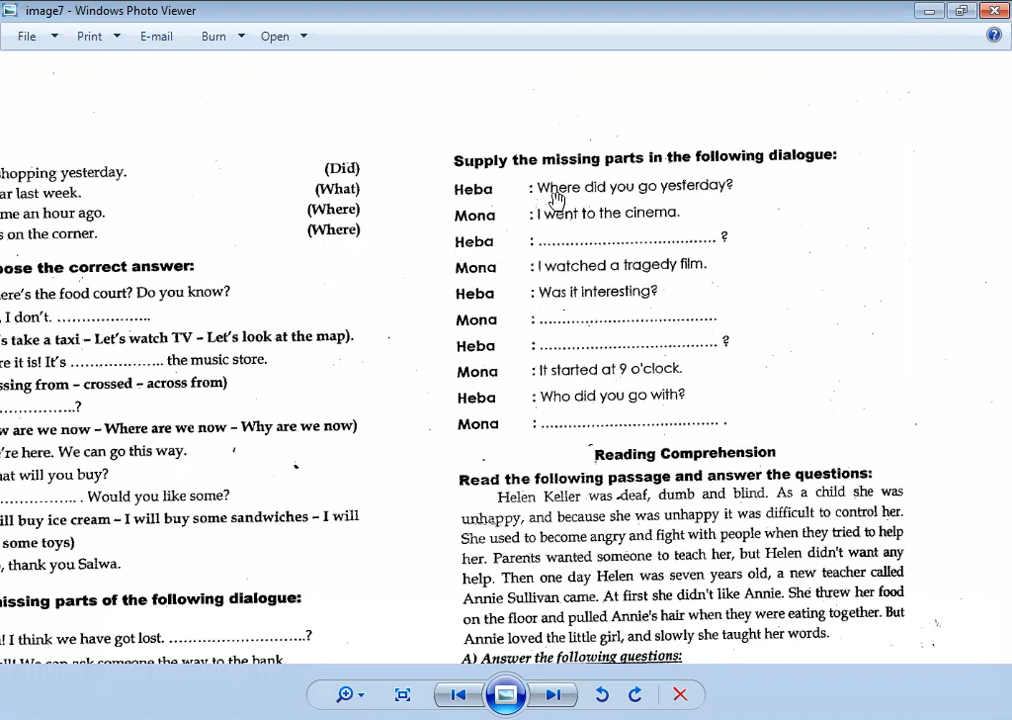 image7 - Windows Photo Viewer
File Print E-mail Burn Open
shopping yesterday. (Did)
ar last week. (What)
me an hour ago. (Where)
s on the corner. (Where)
oose the correct answer:
ere's the food court? Do you know?
, I don't. ...................
's take a taxi – Let's watch TV – Let's look at the map).
re it is! It's ................... the music store.
ssing from – crossed – across from)
...............?
w are we now – Where are we now – Why are we now)
're here. We can go this way.
hat will you buy?
................. . Would you like some?
ill buy ice cream – I will buy some sandwiches – I will
some toys)
, thank you Salwa.
issing parts of the following dialogue:
! I think we have got lost. ............................?
Supply the missing parts in the following dialogue:
Heba : Where did you go yesterday?
Mona : I went to the cinema.
Heba : ..................................... ?
Mona : I watched a tragedy film.
Heba : Was it interesting?
Mona : .....................................
Heba : ..................................... ?
Mona : It started at 9 o'clock.
Heba : Who did you go with?
Mona : ..................................... .
Reading Comprehension
Read the following passage and answer the questions:
Helen Keller was deaf, dumb and blind. As a child she was
unhappy, and because she was unhappy it was difficult to control her.
She used to become angry and fight with people when they tried to help
her. Parents wanted someone to teach her, but Helen didn't want any
help. Then one day Helen was seven years old, a new teacher called
Annie Sullivan came. At first she didn't like Annie. She threw her food
on the floor and pulled Annie's hair when they were eating together. But
Annie loved the little girl, and slowly she taught her words.
A) Answer the following questions: